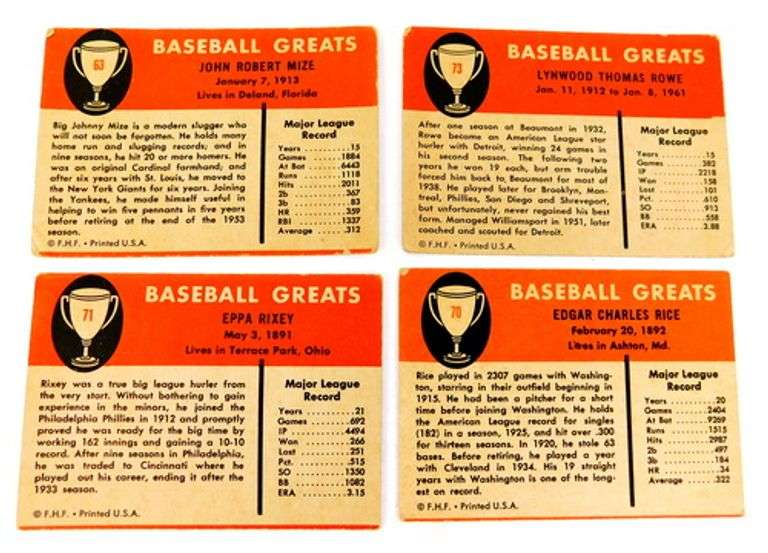 63
BASEBALL GREATS
JOHN ROBERT MIZE
January 7, 1913
Lives in Deland, Florida
Big Johnny Mize is a modern slugger who
will not soon be forgotten. He holds many
home run and slugging records; and in
nine seasons, he hit 20 or more homers. He
was an original Cardinal farmhand; and
after six years with St. Louis, he moved to
the New York Giants for six years. Joining
the Yankees, he made himself useful in
helping to win five pennants in five years
before retiring at the end of the 1953
season.
© F.H.F. • Printed U.S.A.
Major League
Record
Years ..... 15
Games ..... 1884
At Bat ..... 6443
Runs ..... 1118
Hits ..... 2011
2b ..... 367
3b ..... 83
HR ..... 359
RBI ..... 1337
Average ..... .312
73
BASEBALL GREATS
LYNWOOD THOMAS ROWE
Jan. 11, 1912 to Jan. 8, 1961
After one season at Beaumont in 1932,
Rowe become an American League star
hurler with Detroit, winning 24 games in
his second season. The following two
years he won 19 each, but arm trouble
forced him back to Beaumont for most of
1938. He played later for Brooklyn, Mon-
treal, Phillies, San Diego and Shreveport,
but unfortunately, never regained his best
form. Managed Williamsport in 1951, later
coached and scouted for Detroit.
© F.H.F. • Printed U.S.A.
Major League
Record
Years ..... 15
Games ..... 382
IP ..... 2218
Won ..... 158
Lost ..... 101
Pct. ..... .610
SO ..... 913
BB ..... 558
ERA ..... 3.88
71
BASEBALL GREATS
EPPA RIXEY
May 3, 1891
Lives in Terrace Park, Ohio
Rixey was a true big league hurler from
the very start. Without bothering to gain
experience in the minors, he joined the
Philadelphia Phillies in 1912 and promptly
proved he was ready for the big time by
working 162 innings and gaining a 10-10
record. After nine seasons in Philadelphia,
he was traded to Cincinnati where he
played out his career, ending it after the
1933 season.
© F.H.F. • Printed U.S.A.
Major League
Record
Years ..... 21
Games ..... 692
IP ..... 4494
Won ..... 266
Lost ..... 251
Pct. ..... .515
SO ..... 1350
BB ..... 1082
ERA ..... 3.15
70
BASEBALL GREATS
EDGAR CHARLES RICE
February 20, 1892
Lives in Ashton, Md.
Rice played in 2307 games with Washing-
ton, starring in their outfield beginning in
1915. He had been a pitcher for a short
time before joining Washington. He holds
the American League record for singles
(182) in a season, 1925, and hit over .300
for thirteen seasons. In 1920, he stole 63
bases. Before retiring, he played a year
with Cleveland in 1934. His 19 straight
years with Washington is one of the long-
est on record.
© F.H.F. • Printed U.S.A.
Major League
Record
Years ..... 20
Games ..... 2404
At Bat ..... 9269
Runs ..... 1515
Hits ..... 2987
2b ..... 497
3b ..... 184
HR ..... 34
Average ..... .322